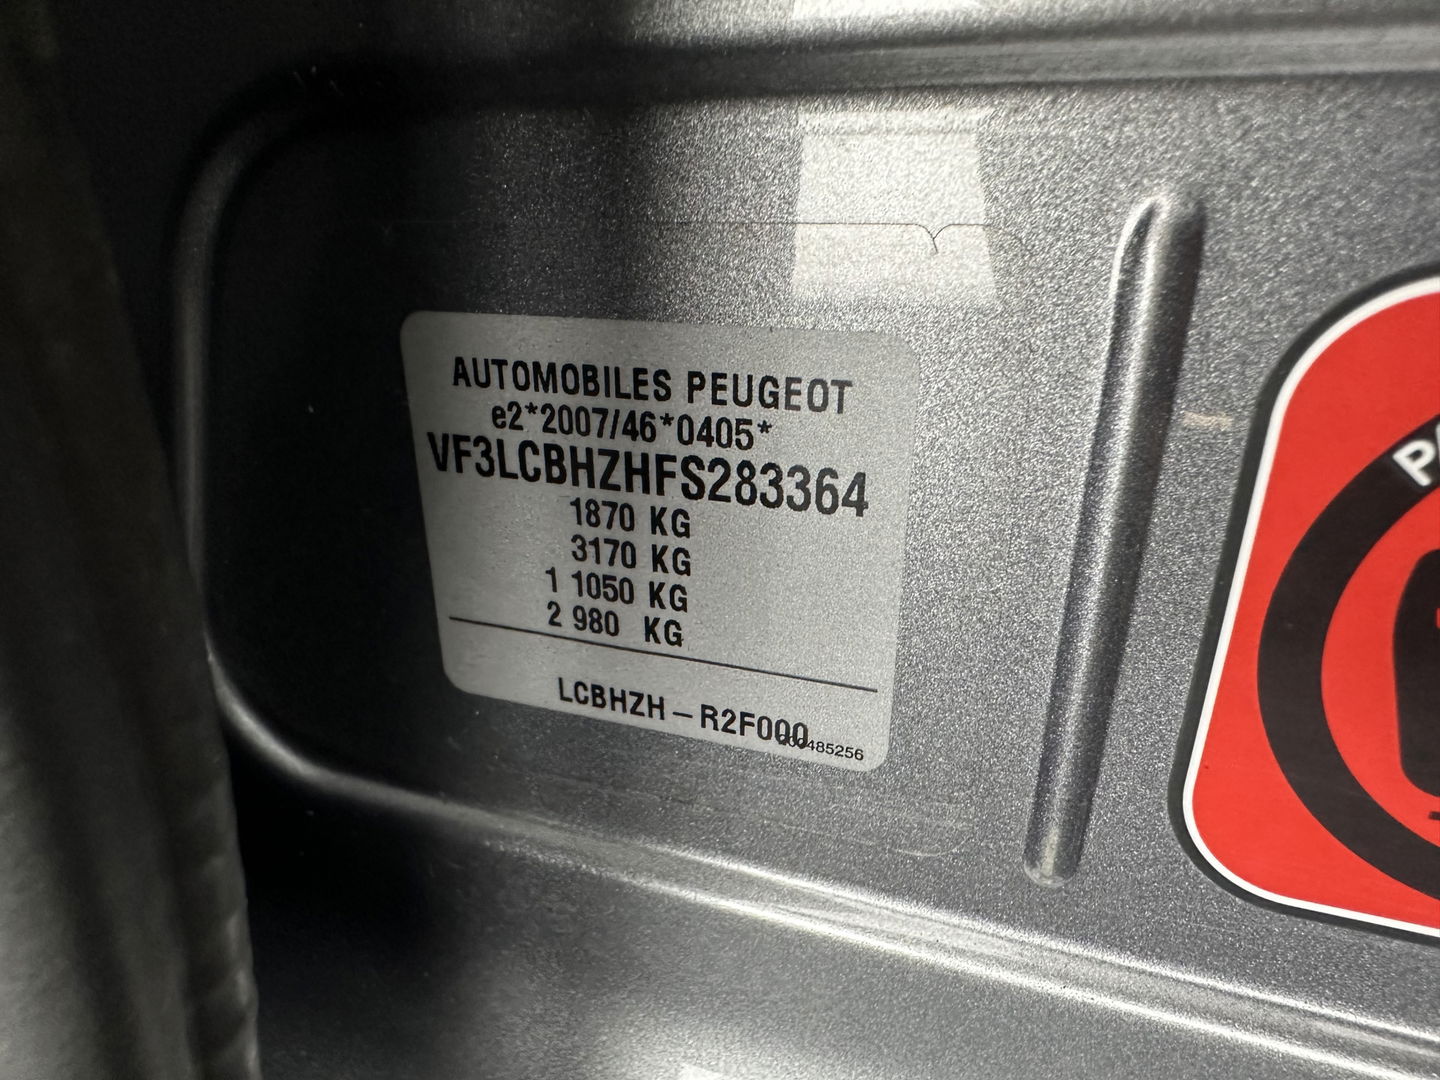 AUTOMOBILES PEUGEOT
e2*2007/46*0405*
VF3LCBHZHFS283364
1870 KG
3170 KG
1 1050 KG
2 980 KG
LCBHZH – R2F000